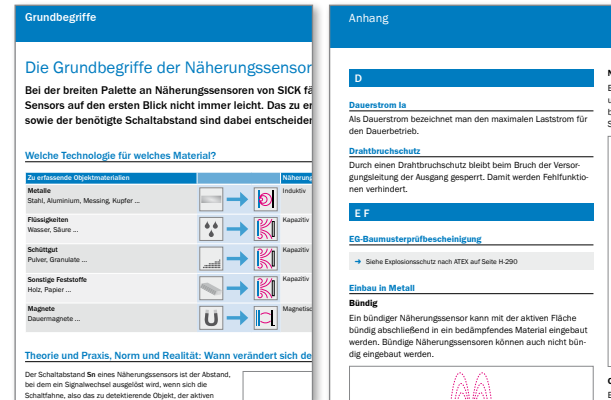 Grundbegriffe
Die Grundbegriffe der Näherungssensor
Bei der breiten Palette an Näherungssensoren von SICK fä
Sensors auf den ersten Blick nicht immer leicht. Das zu er
sowie der benötigte Schaltabstand sind dabei entscheiden
Welche Technologie für welches Material?
Zu erfassende Objektmaterialien Näherung
Metalle
Stahl, Aluminium, Messing, Kupfer ... Induktiv
Flüssigkeiten
Wasser, Säure ... Kapazitiv
Schüttgut
Pulver, Granulate ... Kapazitiv
Sonstige Feststoffe
Holz, Papier ... Kapazitiv
Magnete
Dauermagnete ... Magnetisc
Theorie und Praxis, Norm und Realität: Wann verändert sich de
Der Schaltabstand Sn eines Näherungssensors ist der Abstand,
bei dem ein Signalwechsel ausgelöst wird, wenn sich die
Schaltfahne, also das zu detektierende Objekt, der aktiven
Anhang
D
Dauerstrom Ia
Als Dauerstrom bezeichnet man den maximalen Laststrom für
den Dauerbetrieb.
Drahtbruchschutz
Durch einen Drahtbruchschutz bleibt beim Bruch der Versor-
gungsleitung der Ausgang gesperrt. Damit werden Fehlfunktio-
nen verhindert.
E F
EG-Baumusterprüfbescheinigung
→ Siehe Explosionsschutz nach ATEX auf Seite H-290
Einbau in Metall
Bündig
Ein bündiger Näherungssensor kann mit der aktiven Fläche
bündig abschließend in ein bedämpfendes Material eingebaut
werden. Bündige Näherungssensoren können auch nicht bün-
dig eingebaut werden.